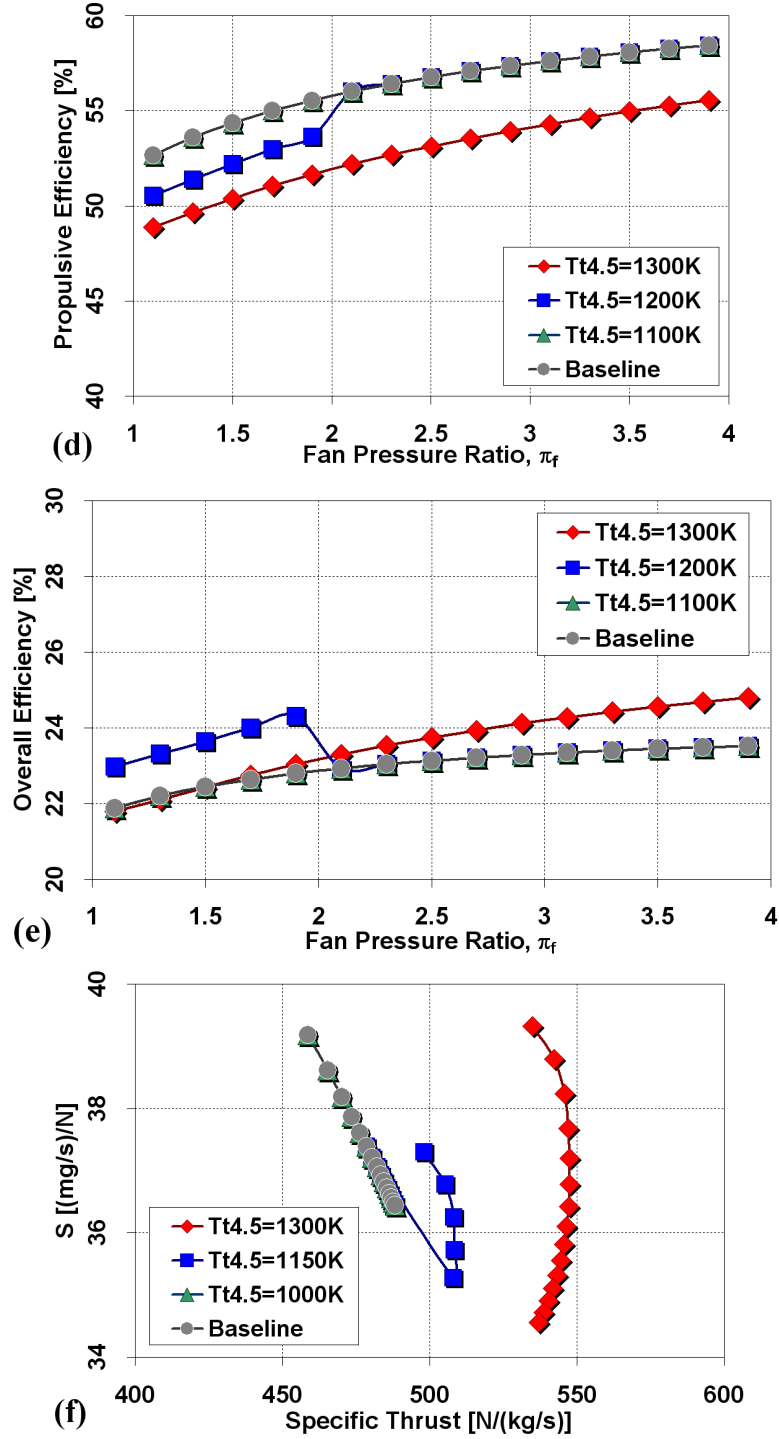 Propulsive Efficiency [%]
60
55
50
45
40
Tt4.5=1300K
Tt4.5=1200K
Tt4.5=1100K
Baseline
1 1.5 2 2.5 3 3.5 4
(d)
Fan Pressure Ratio, πf
Overall Efficiency [%]
30
28
26
24
22
20
Tt4.5=1300K
Tt4.5=1200K
Tt4.5=1100K
Baseline
1 1.5 2 2.5 3 3.5 4
(e)
Fan Pressure Ratio, πf
S [(mg/s)/N]
40
38
36
34
Tt4.5=1300K
Tt4.5=1150K
Tt4.5=1000K
Baseline
400 450 500 550 600
(f)
Specific Thrust [N/(kg/s)]